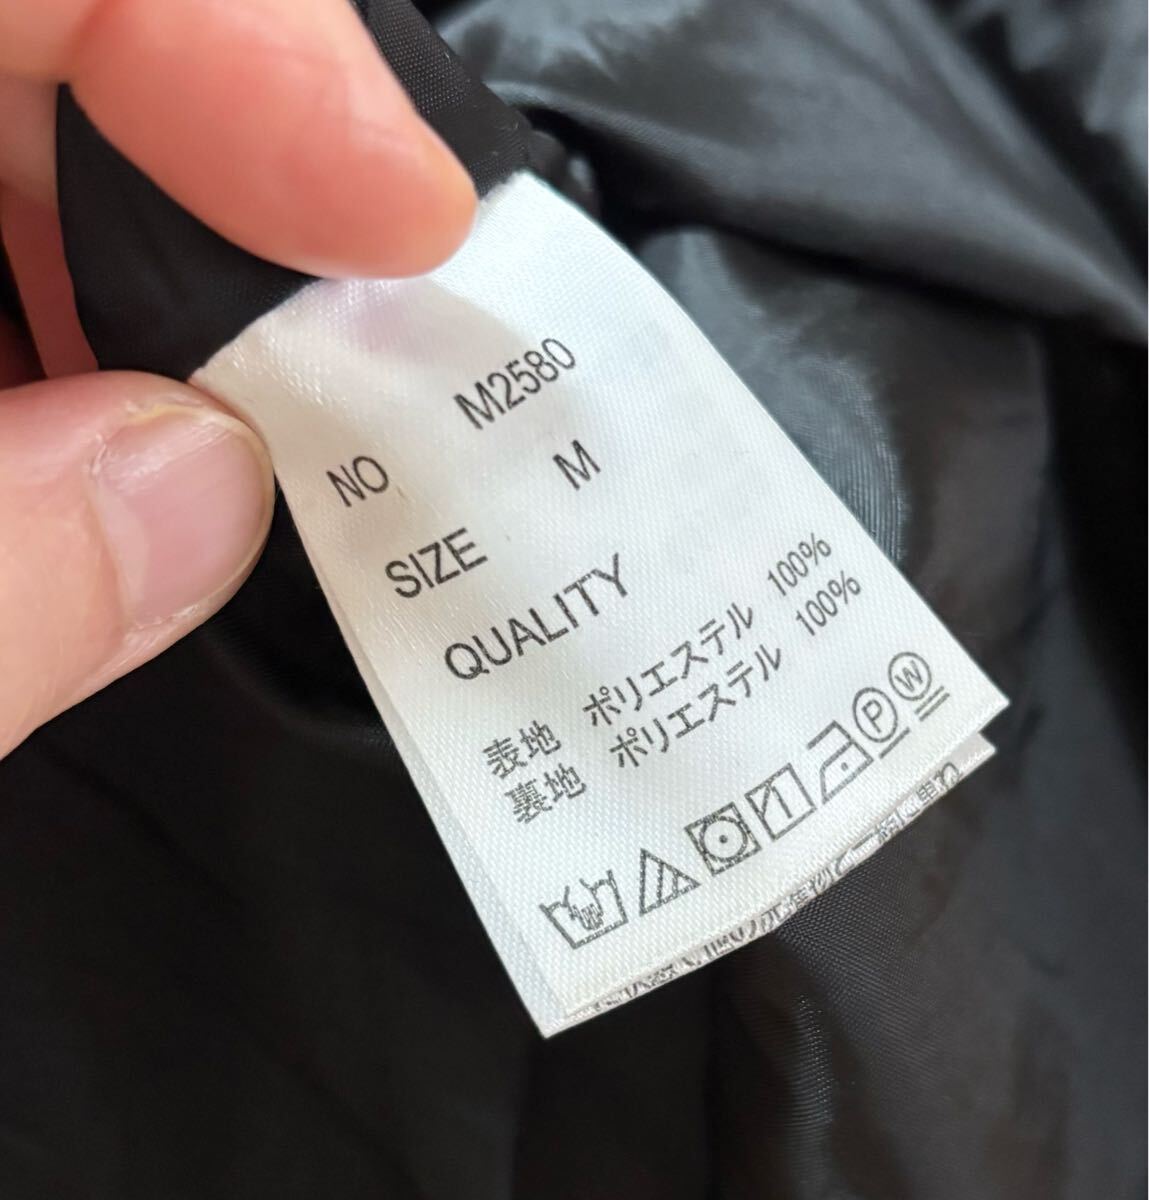 NO M2580
SIZE M
QUALITY
表地 ポリエステル 100%
裏地 ポリエステル 100%
P W